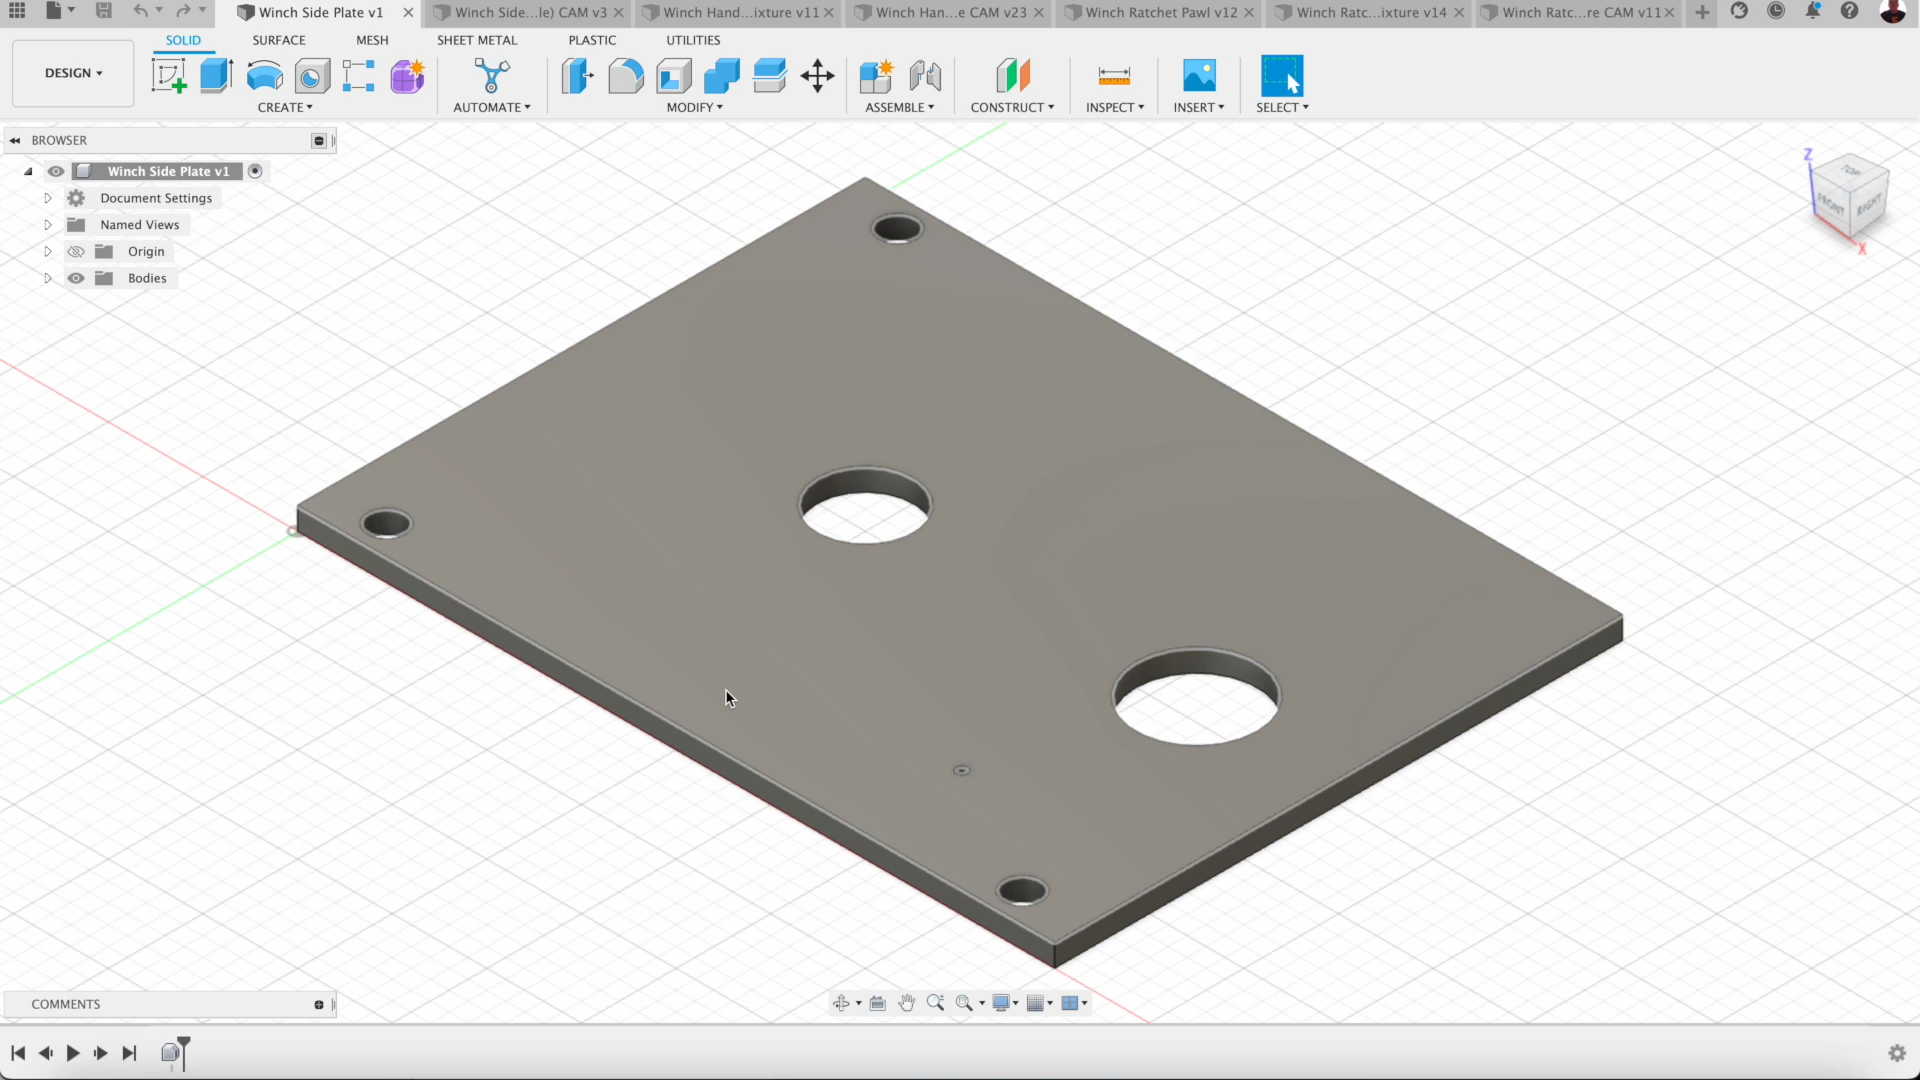 Winch Side Plate v1
Winch Side...le) CAM v3
Winch Hand...ixture v11
Winch Han...e CAM v23
Winch Ratchet Pawl v12
Winch Ratc...ixture v14
Winch Ratc...re CAM v11
DESIGN
SOLID
SURFACE
MESH
SHEET METAL
PLASTIC
UTILITIES
CREATE
AUTOMATE
MODIFY
ASSEMBLE
CONSTRUCT
INSPECT
INSERT
SELECT
BROWSER
Winch Side Plate v1
Document Settings
Named Views
Origin
Bodies
Z
TOP
FRONT
RIGHT
X
COMMENTS